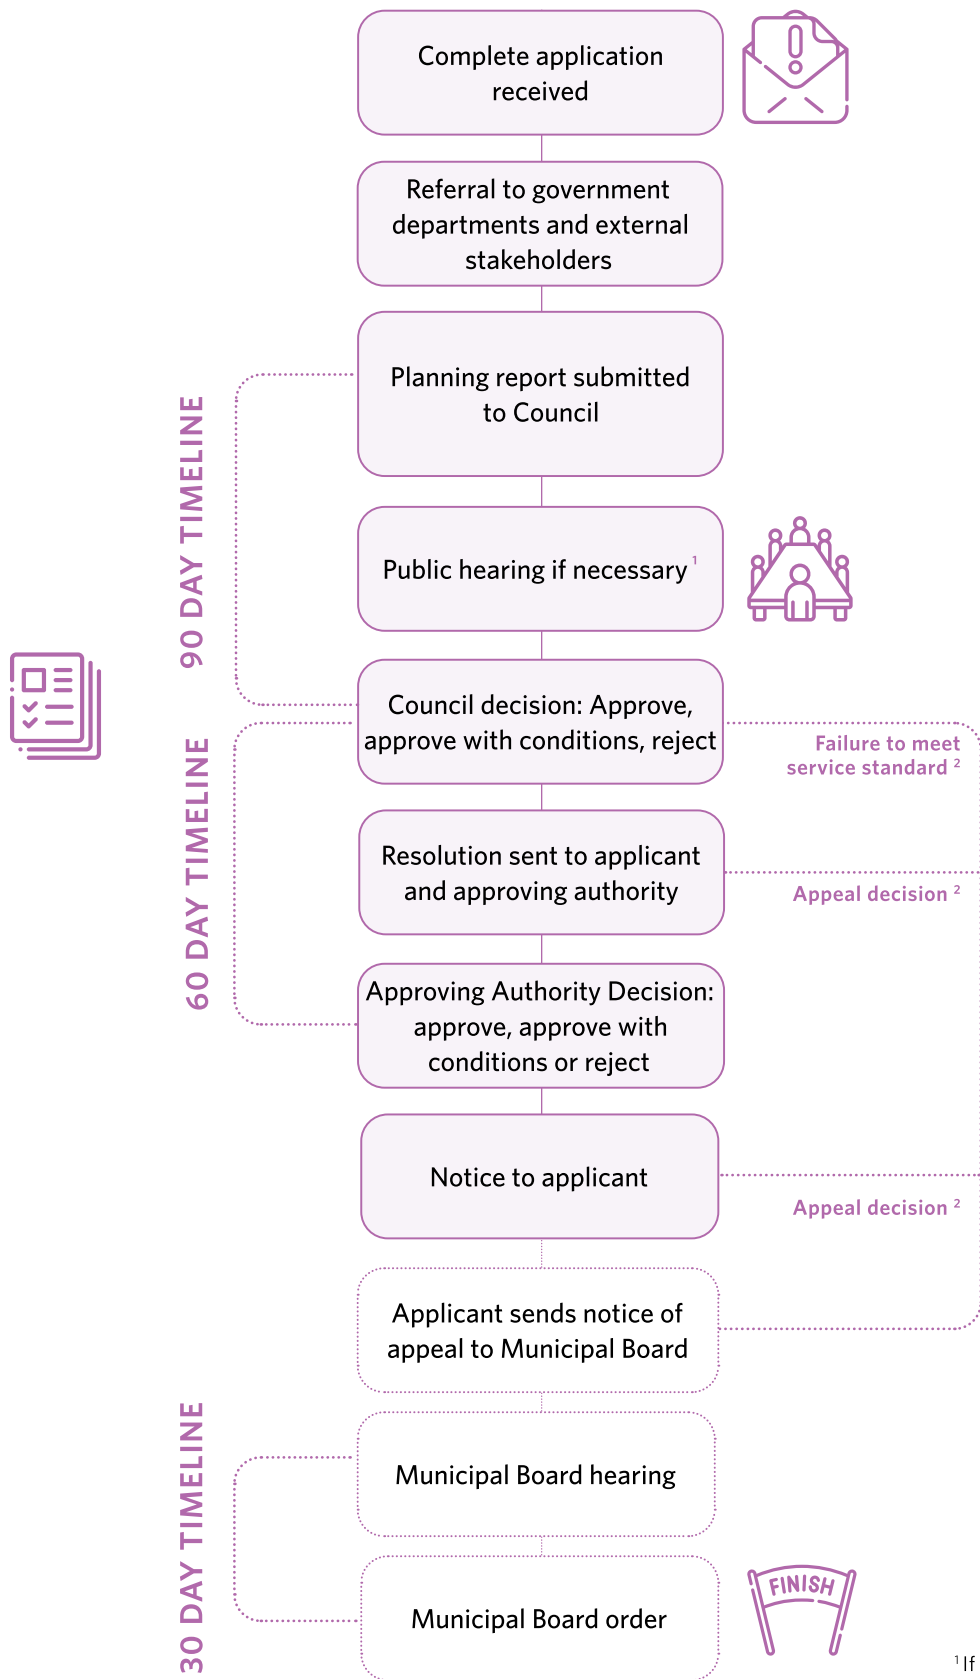 Complete application
received
Referral to government
departments and external
stakeholders
Planning report submitted
to Council
90 DAY TIMELINE
Public hearing if necessary ¹
Council decision: Approve,
approve with conditions, reject
Failure to meet
service standard ²
60 DAY TIMELINE
Resolution sent to applicant
and approving authority
Appeal decision ²
Approving Authority Decision:
approve, approve with
conditions or reject
Notice to applicant
Appeal decision ²
Applicant sends notice of
appeal to Municipal Board
30 DAY TIMELINE
Municipal Board hearing
Municipal Board order
FINISH
¹ If